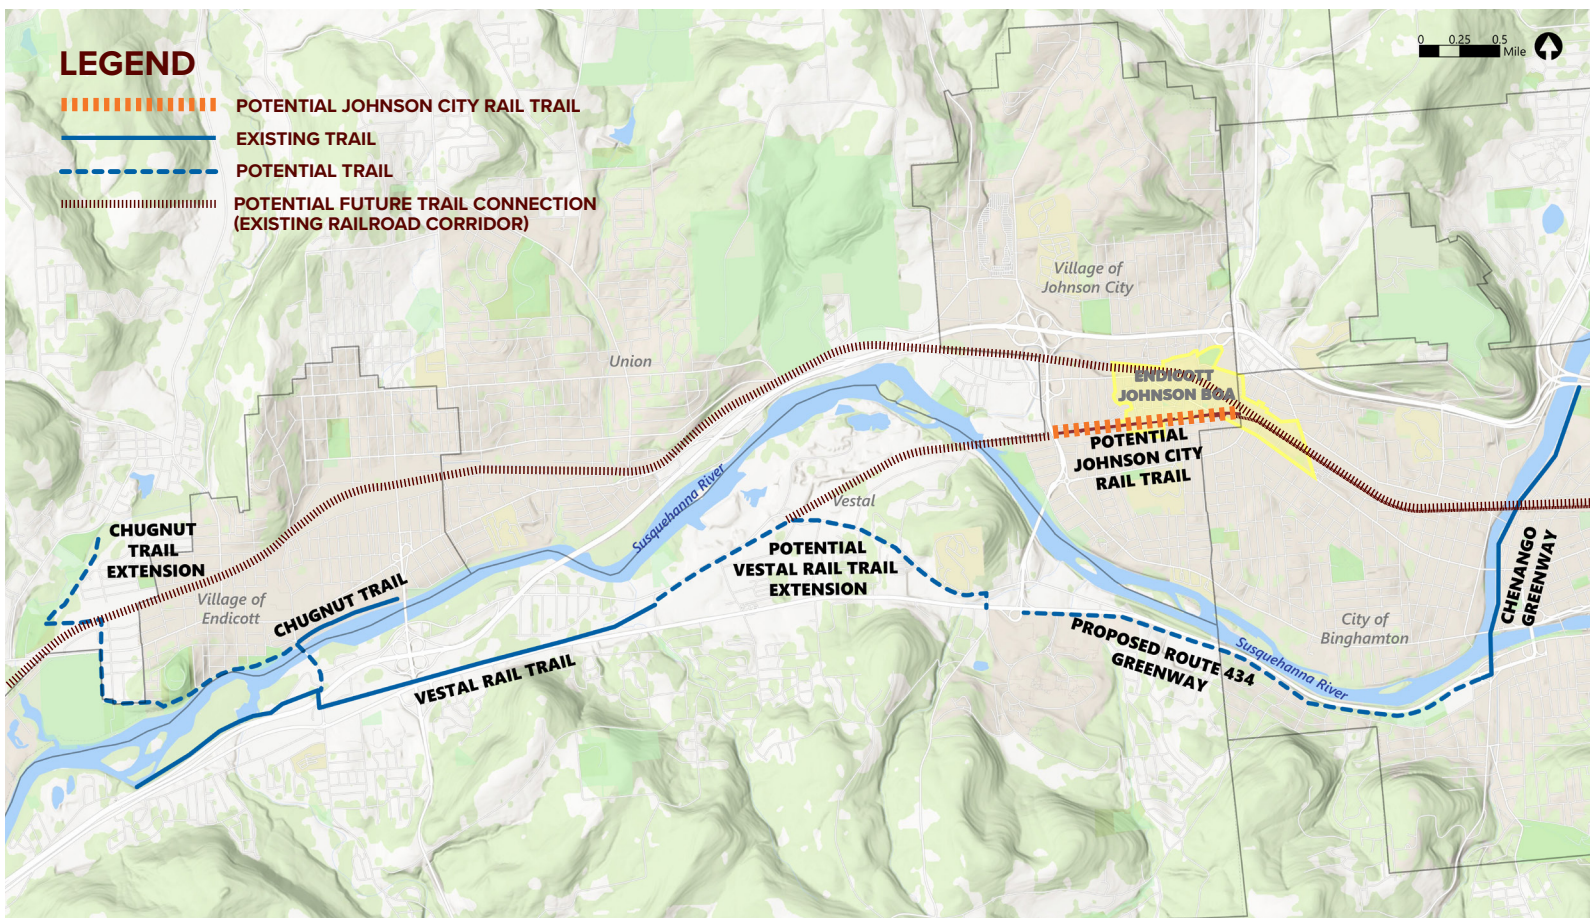 LEGEND
POTENTIAL JOHNSON CITY RAIL TRAIL
EXISTING TRAIL
POTENTIAL TRAIL
POTENTIAL FUTURE TRAIL CONNECTION
(EXISTING RAILROAD CORRIDOR)
0 0.25 0.5
Mile
Village of
Johnson City
Union
ENDICOTT
JOHNSON BOA
POTENTIAL
JOHNSON CITY
RAIL TRAIL
Susquehanna River
Vestal
CHUGNUT
TRAIL
EXTENSION
POTENTIAL
VESTAL RAIL TRAIL
EXTENSION
CHENANGO
GREENWAY
Village of
Endicott
CHUGNUT TRAIL
City of
Binghamton
PROPOSED ROUTE 434
GREENWAY
Susquehanna River
VESTAL RAIL TRAIL